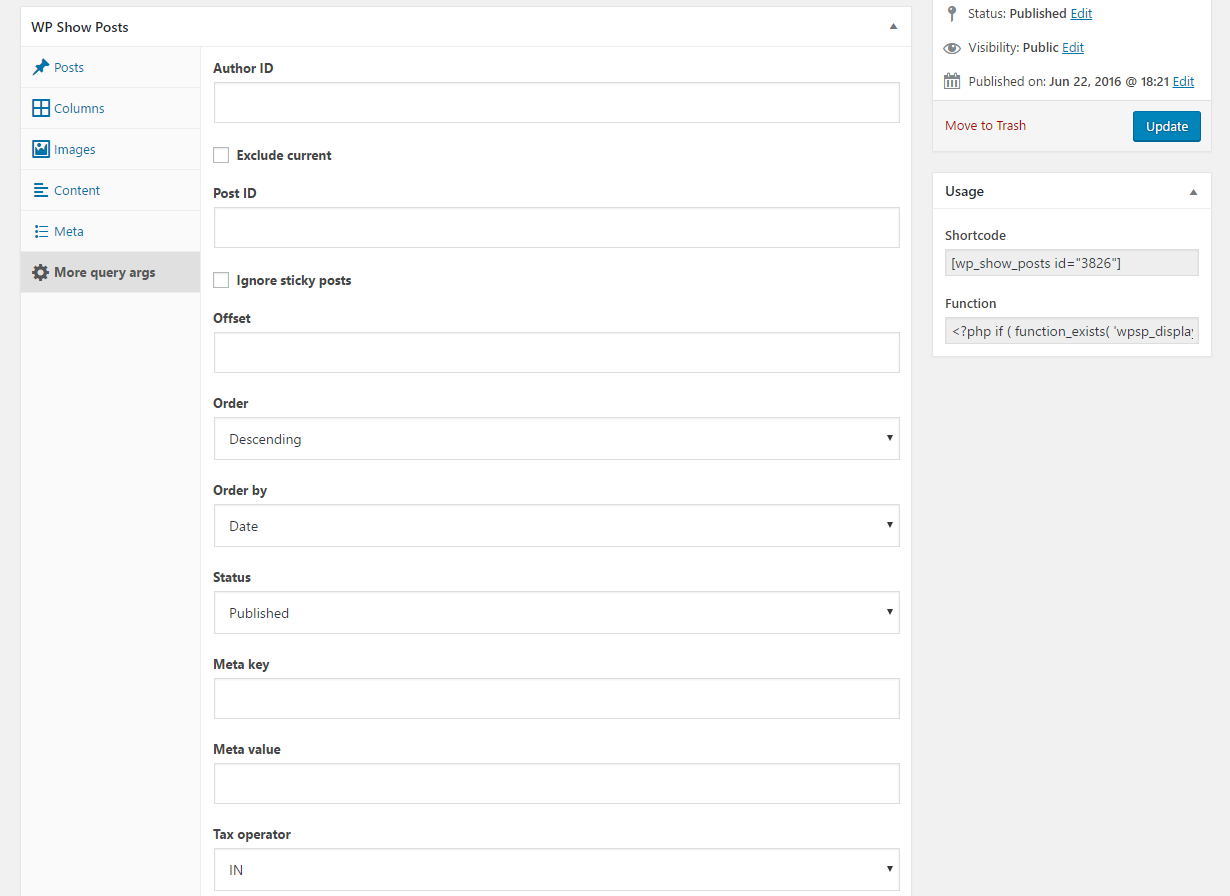 WP Show Posts
Posts
Columns
Images
Content
Meta
More query args
Author ID
Exclude current
Post ID
Ignore sticky posts
Offset
Order
Descending
Order by
Date
Status
Published
Meta key
Meta value
Tax operator
IN
Status: Published Edit
Visibility: Public Edit
Published on: Jun 22, 2016 @ 18:21 Edit
Move to Trash
Update
Usage
Shortcode
[wp_show_posts id="3826"]
Function
<?php if ( function_exists( 'wpsp_display